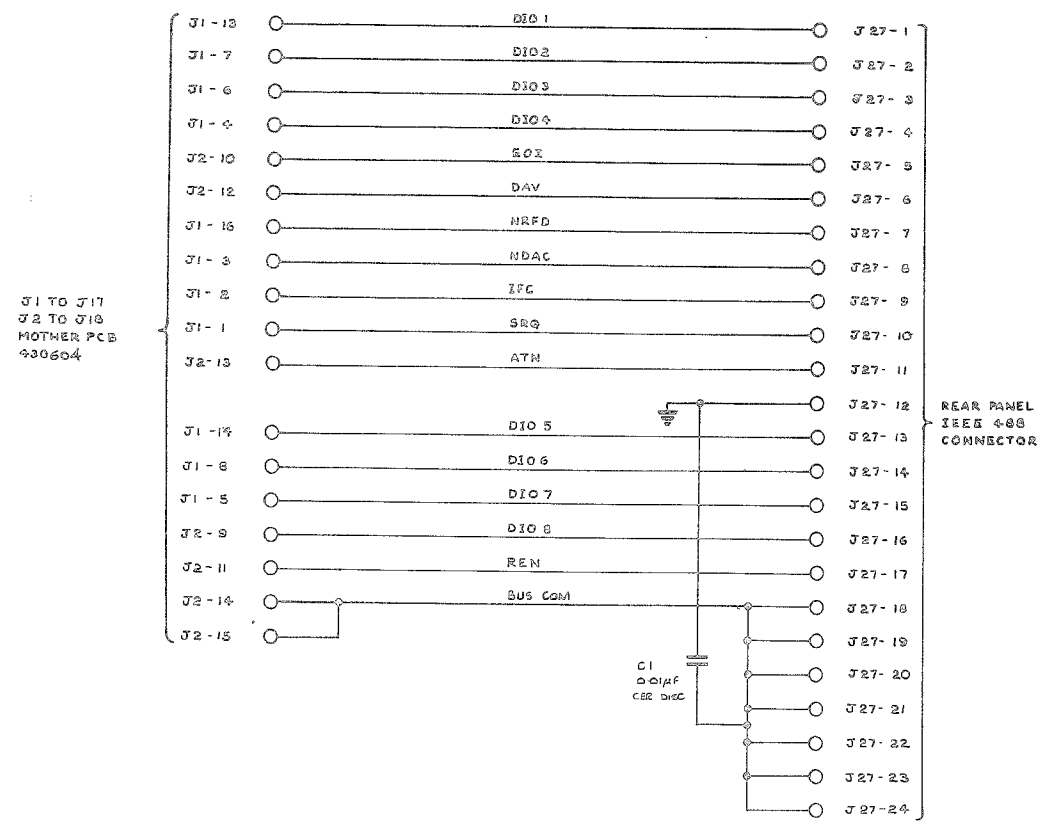 J1 - 13 DIO 1 J27 - 1
J1 - 7 DIO 2 J27 - 2
J1 - 6 DIO 3 J27 - 3
J1 - 4 DIO 4 J27 - 4
J2 - 10 EOI J27 - 5
J2 - 12 DAV J27 - 6
J1 - 16 NRFD J27 - 7
J1 - 3 NDAC J27 - 8
J1 - 2 IFC J27 - 9
J1 - 1 SRQ J27 - 10
J2 - 13 ATN J27 - 11
J27 - 12
J1 - 14 DIO 5 J27 - 13
J1 - 8 DIO 6 J27 - 14
J1 - 5 DIO 7 J27 - 15
J2 - 9 DIO 8 J27 - 16
J2 - 11 REN J27 - 17
J2 - 14 BUS COM J27 - 18
J2 - 15 J27 - 19
J27 - 20
J27 - 21
J27 - 22
J27 - 23
J27 - 24
J1 TO J17
J2 TO J18
MOTHER PCB
430604
REAR PANEL
IEEE 488
CONNECTOR
C1
0.01µF
CER DISC